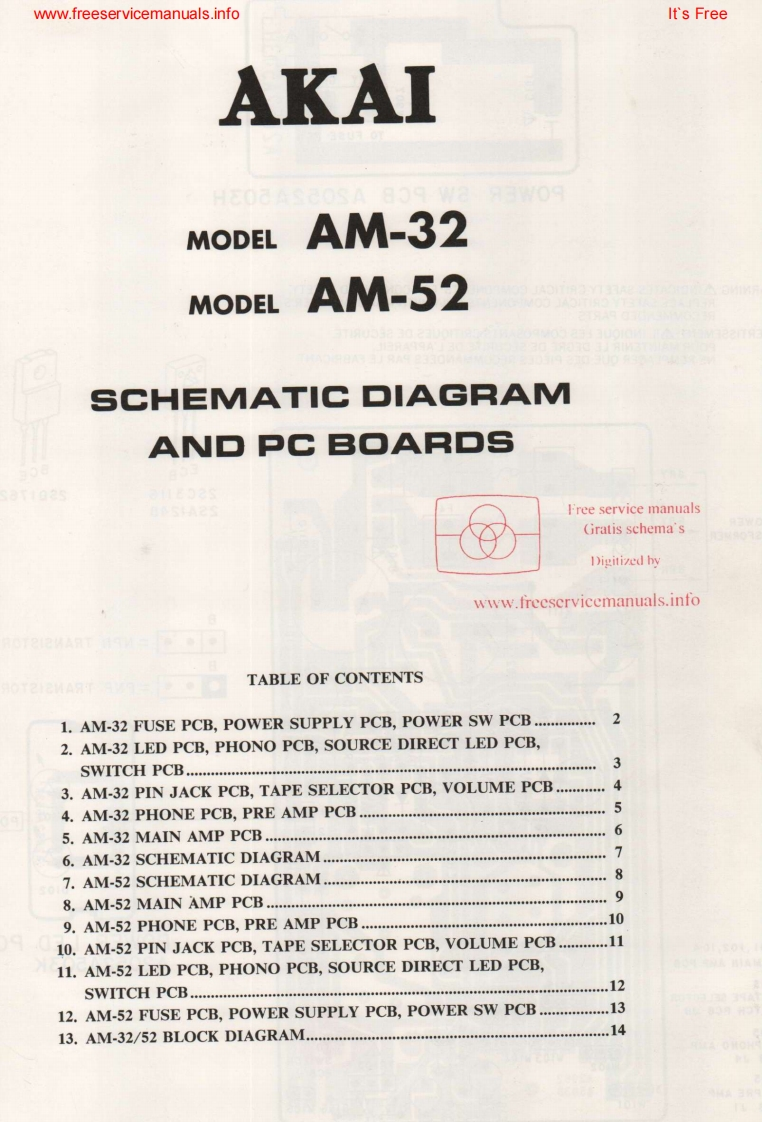 www.freeservicemanuals.info
It`s Free
AKAI
MODEL AM-32
MODEL AM-52
SCHEMATIC DIAGRAM
AND PC BOARDS
Free service manuals
Gratis schema's
Digitized by
www.freeservicemanuals.info
TABLE OF CONTENTS
1. AM-32 FUSE PCB, POWER SUPPLY PCB, POWER SW PCB ............... 2
2. AM-32 LED PCB, PHONO PCB, SOURCE DIRECT LED PCB,
SWITCH PCB ............... 3
3. AM-32 PIN JACK PCB, TAPE SELECTOR PCB, VOLUME PCB ............ 4
4. AM-32 PHONE PCB, PRE AMP PCB ............... 5
5. AM-32 MAIN AMP PCB ............... 6
6. AM-32 SCHEMATIC DIAGRAM ............... 7
7. AM-52 SCHEMATIC DIAGRAM ............... 8
8. AM-52 MAIN AMP PCB ............... 9
9. AM-52 PHONE PCB, PRE AMP PCB ............... 10
10. AM-52 PIN JACK PCB, TAPE SELECTOR PCB, VOLUME PCB ............ 11
11. AM-52 LED PCB, PHONO PCB, SOURCE DIRECT LED PCB,
SWITCH PCB ............... 12
12. AM-52 FUSE PCB, POWER SUPPLY PCB, POWER SW PCB ............... 13
13. AM-32/52 BLOCK DIAGRAM ............... 14
POWER SW PCB A2052A503H